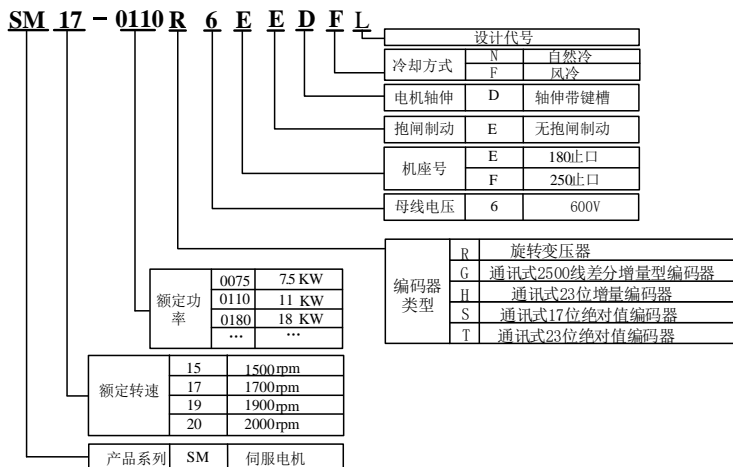 SM 17-0110 R 6 E E D F L
设计代号
冷却方式 N 自然冷
F 风冷
电机轴伸 D 轴伸带键槽
抱闸制动 E 无抱闸制动
机座号 E 180止口
F 250止口
母线电压 6 600V
编码器类型 R 旋转变压器
G 通讯式2500线差分增量型编码器
H 通讯式23位增量编码器
S 通讯式17位绝对值编码器
T 通讯式23位绝对值编码器
额定功率 0075 7.5 KW
0110 11 KW
0180 18 KW
… …
额定转速 15 1500rpm
17 1700rpm
19 1900rpm
20 2000rpm
产品系列 SM 伺服电机